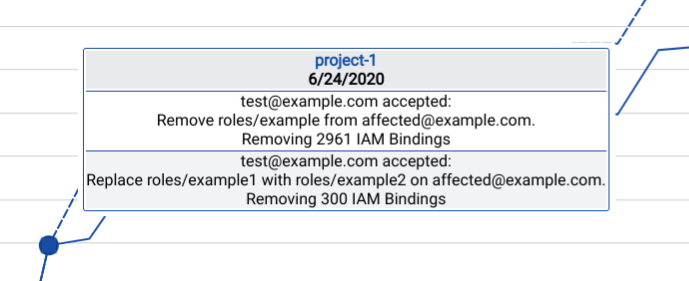 project-1
6/24/2020
test@example.com accepted:
Remove roles/example from affected@example.com.
Removing 2961 IAM Bindings
test@example.com accepted:
Replace roles/example1 with roles/example2 on affected@example.com.
Removing 300 IAM Bindings